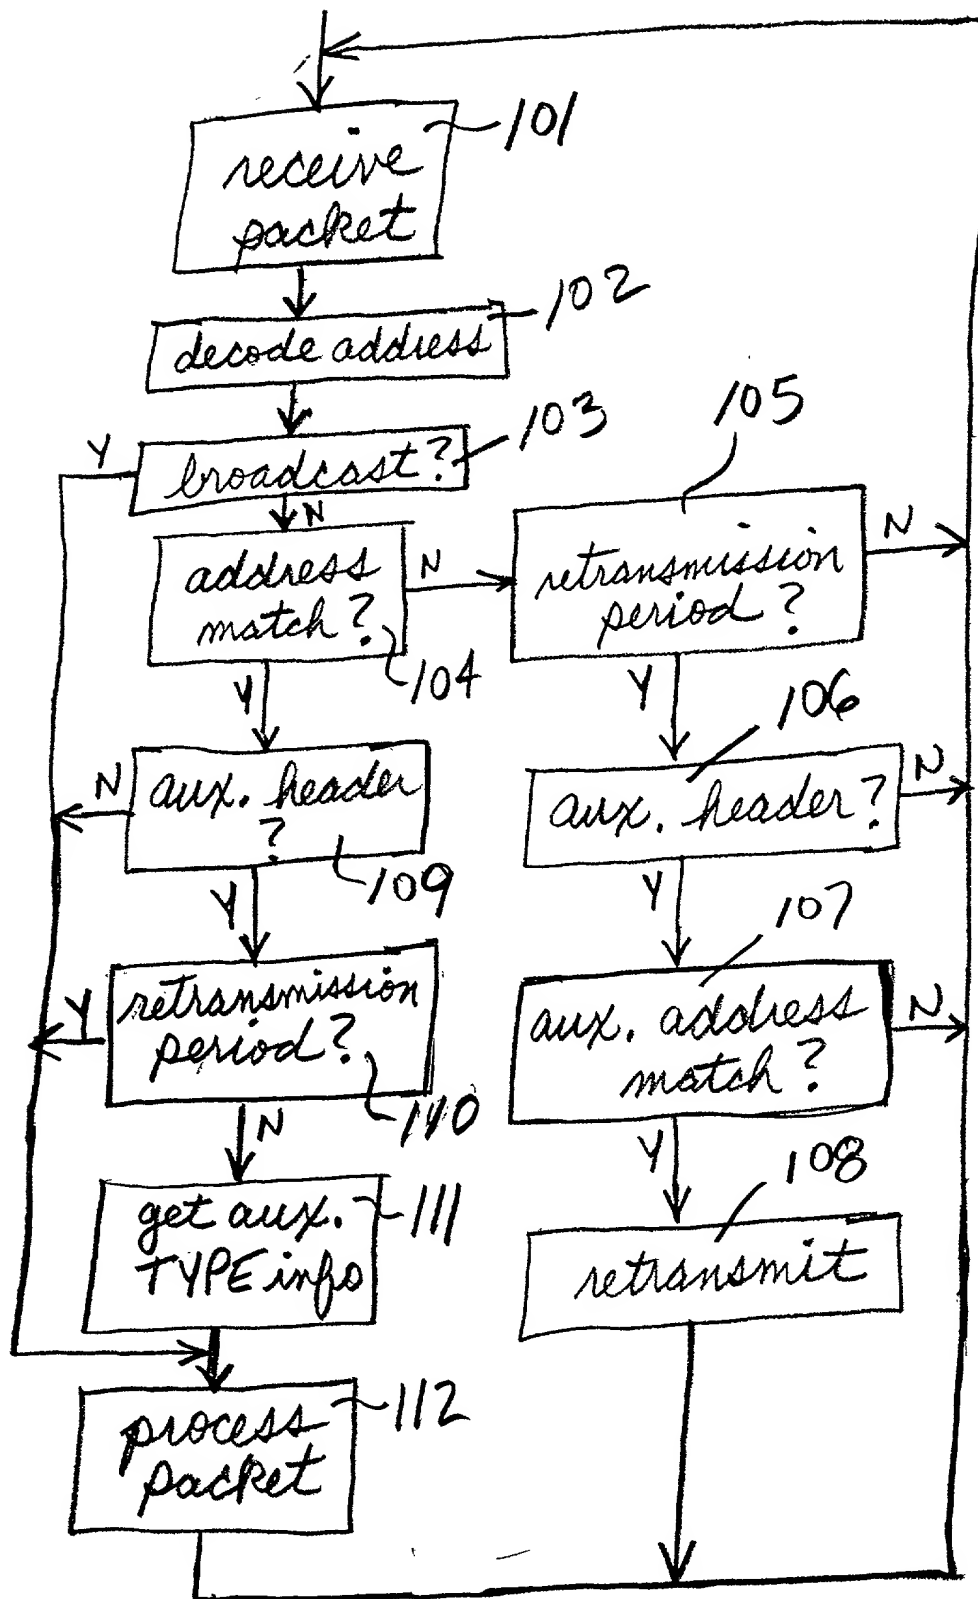 101
receive
packet
102
decode address
103
Y
broadcast?
N
105
address
match?
N
104
retransmission
period?
N
Y
Y
106
aux. header
?
N
109
aux. header?
N
Y
Y
107
retransmission
period?
Y
110
aux. address
match?
N
N
Y
108
get aux.
TYPE info
111
retransmit
process
packet
112